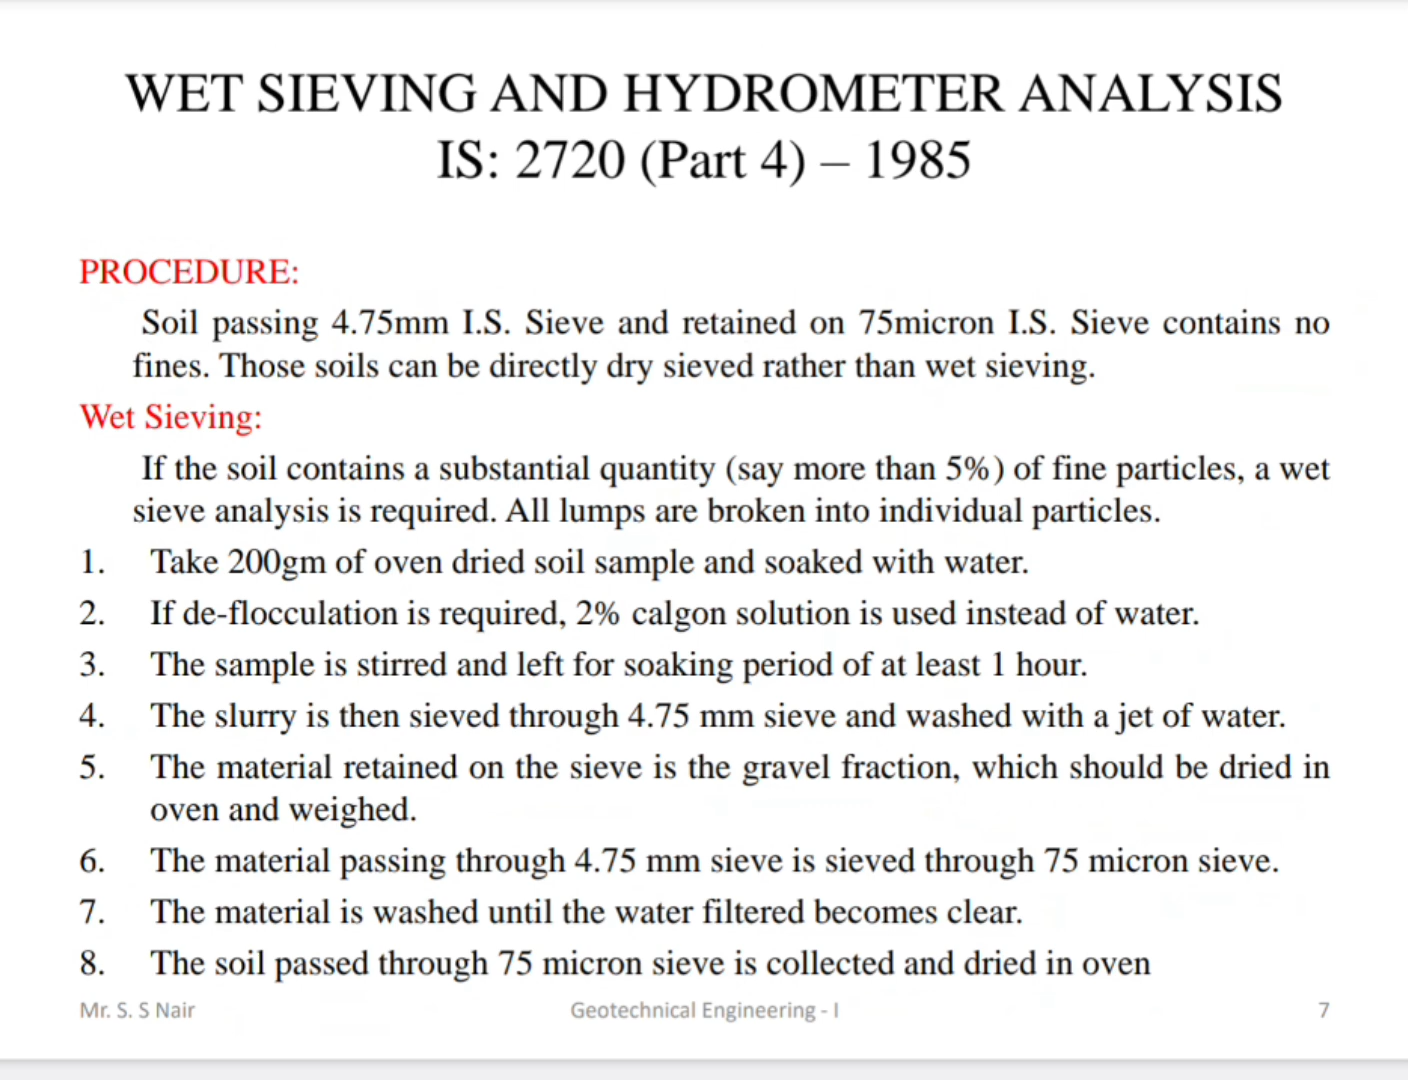 WET SIEVING AND HYDROMETER ANALYSIS
IS: 2720 (Part 4) – 1985
PROCEDURE:
Soil passing 4.75mm I.S. Sieve and retained on 75micron I.S. Sieve contains no
fines. Those soils can be directly dry sieved rather than wet sieving.
Wet Sieving:
If the soil contains a substantial quantity (say more than 5%) of fine particles, a wet
sieve analysis is required. All lumps are broken into individual particles.
1. Take 200gm of oven dried soil sample and soaked with water.
2. If de-flocculation is required, 2% calgon solution is used instead of water.
3. The sample is stirred and left for soaking period of at least 1 hour.
4. The slurry is then sieved through 4.75 mm sieve and washed with a jet of water.
5. The material retained on the sieve is the gravel fraction, which should be dried in
oven and weighed.
6. The material passing through 4.75 mm sieve is sieved through 75 micron sieve.
7. The material is washed until the water filtered becomes clear.
8. The soil passed through 75 micron sieve is collected and dried in oven
Mr. S. S Nair Geotechnical Engineering - I 7